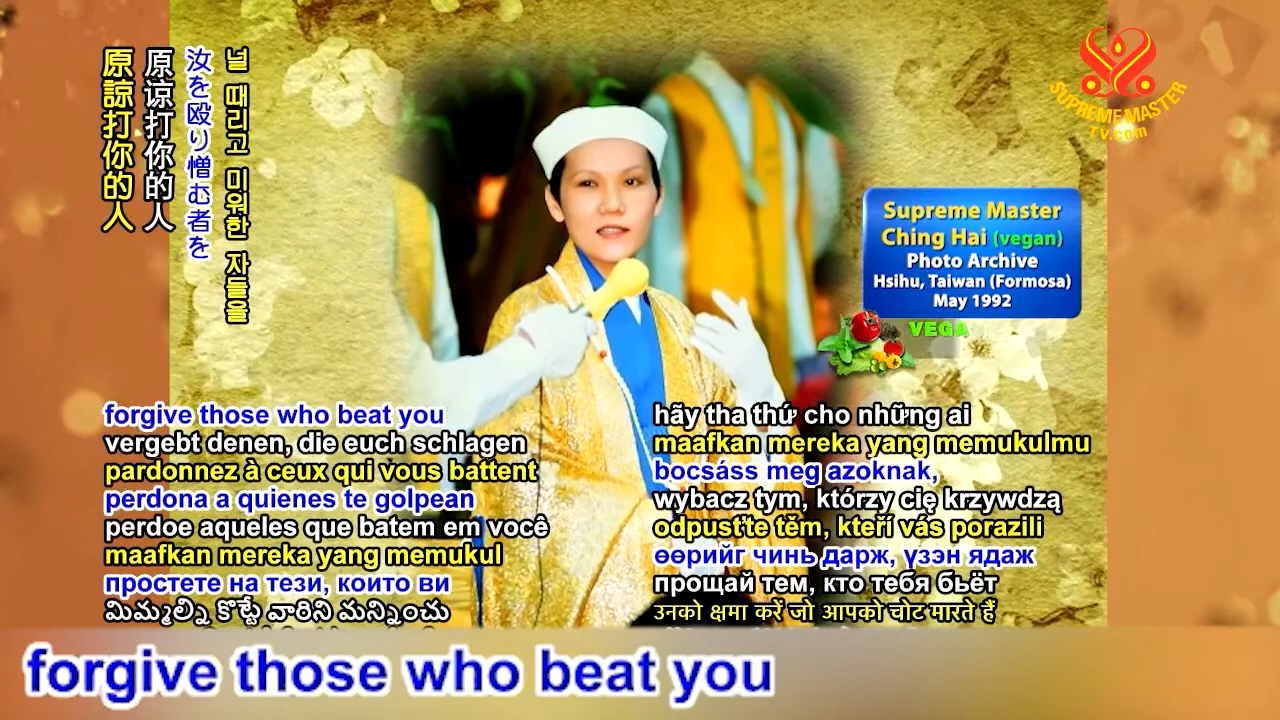 原諒打你的人
原谅打你的人
汝を殴り憎む者を
널 때리고 미워한 자들을
SUPREME MASTER
TV.com
Supreme Master
Ching Hai (vegan)
Photo Archive
Hsihu, Taiwan (Formosa)
May 1992
VEGA
forgive those who beat you
vergebt denen, die euch schlagen
pardonnez à ceux qui vous battent
perdona a quienes te golpean
perdoe aqueles que batem em você
maafkan mereka yang memukul
простете на тези, които ви
మిమ్మల్ని కొట్టే వారిని మన్నించు
hãy tha thứ cho những ai
maafkan mereka yang memukulmu
bocsáss meg azoknak,
wybacz tym, którzy cię krzywdzą
odpusťte těm, kteří vás porazili
өөрийг чинь дарж, үзэн ядаж
прощай тем, кто тебя бьёт
उनको क्षमा करें जो आपको चोट मारते हैं
forgive those who beat you